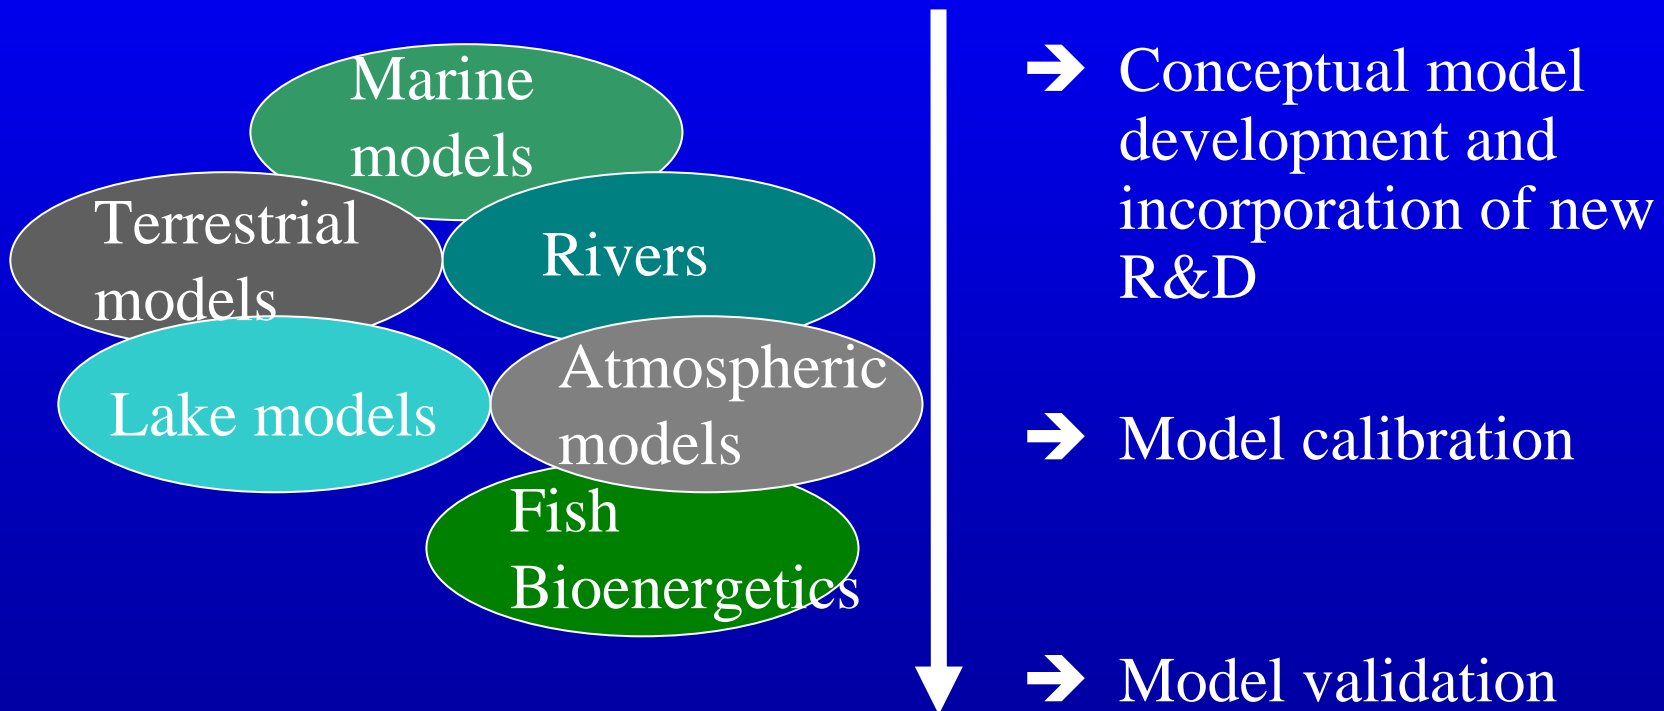 Marine
models
Terrestrial
models
Rivers
Lake models
Atmospheric
models
Fish
Bioenergetics
Conceptual model
development and
incorporation of new
R&D
Model calibration
Model validation